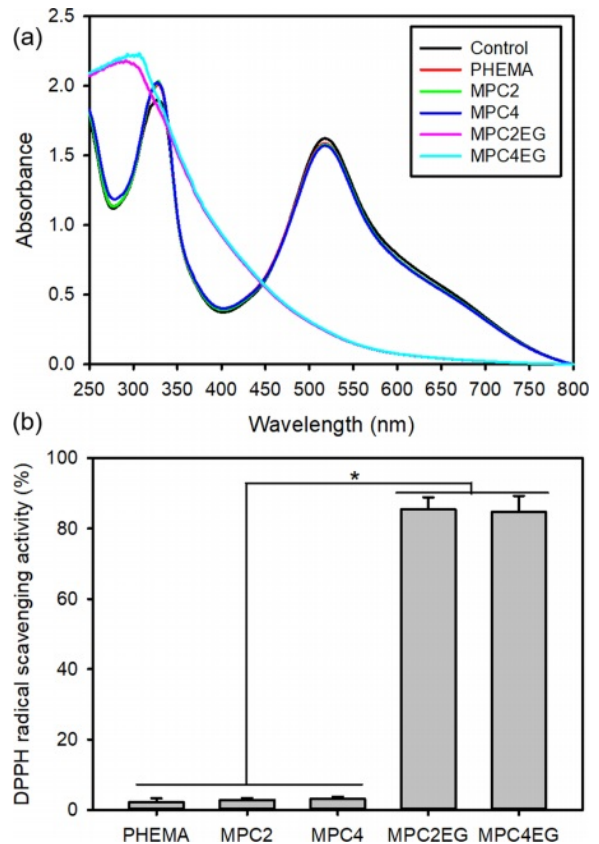 (a)
2.5
2.0
1.5
1.0
0.5
0.0
Absorbance
Control
PHEMA
MPC2
MPC4
MPC2EG
MPC4EG
250 300 350 400 450 500 550 600 650 700 750 800
Wavelength (nm)
(b)
100
80
60
40
20
0
DPPH radical scavenging activity (%)
*
PHEMA MPC2 MPC4 MPC2EG MPC4EG